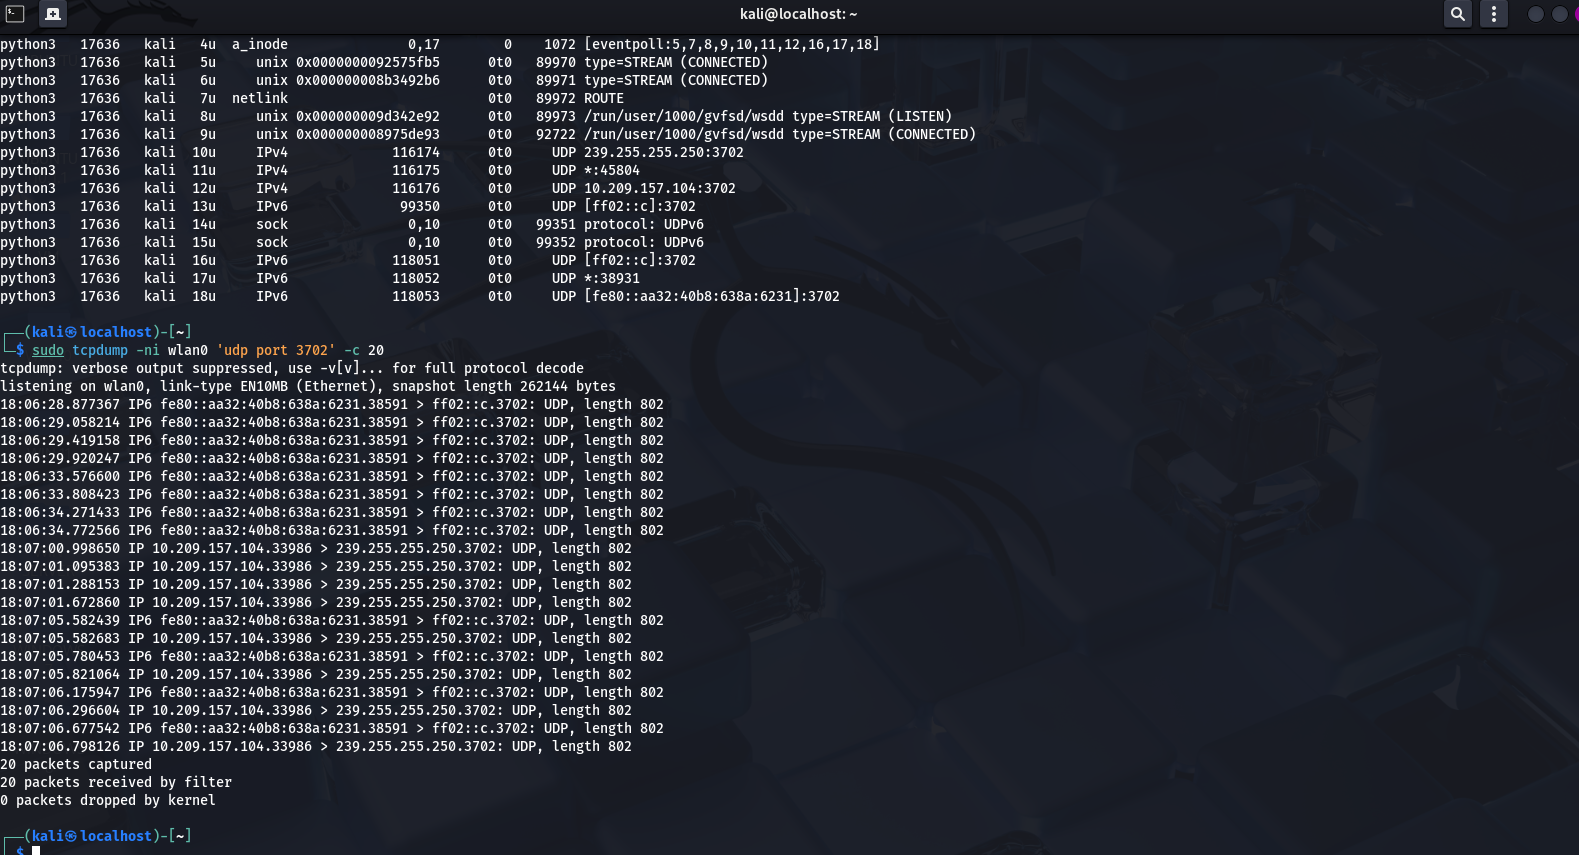 kali@localhost: ~
python3 17636 kali 4u a_inode 0,17 0 1072 [eventpoll:5,7,8,9,10,11,12,16,17,18]
python3 17636 kali 5u unix 0x0000000092575fb5 0t0 89970 type=STREAM (CONNECTED)
python3 17636 kali 6u unix 0x000000008b3492b6 0t0 89971 type=STREAM (CONNECTED)
python3 17636 kali 7u netlink 0t0 89972 ROUTE
python3 17636 kali 8u unix 0x000000009d342e92 0t0 89973 /run/user/1000/gvfsd/wsdd type=STREAM (LISTEN)
python3 17636 kali 9u unix 0x000000008975de93 0t0 92722 /run/user/1000/gvfsd/wsdd type=STREAM (CONNECTED)
python3 17636 kali 10u IPv4 116174 0t0 UDP 239.255.255.250:3702
python3 17636 kali 11u IPv4 116175 0t0 UDP *:45804
python3 17636 kali 12u IPv4 116176 0t0 UDP 10.209.157.104:3702
python3 17636 kali 13u IPv6 99350 0t0 UDP [ff02::c]:3702
python3 17636 kali 14u sock 0,10 0t0 99351 protocol: UDPv6
python3 17636 kali 15u sock 0,10 0t0 99352 protocol: UDPv6
python3 17636 kali 16u IPv6 118051 0t0 UDP [ff02::c]:3702
python3 17636 kali 17u IPv6 118052 0t0 UDP *:38931
python3 17636 kali 18u IPv6 118053 0t0 UDP [fe80::aa32:40b8:638a:6231]:3702
┌──(kali㉿localhost)-[~]
└─$ sudo tcpdump -ni wlan0 'udp port 3702' -c 20
tcpdump: verbose output suppressed, use -v[v]... for full protocol decode
listening on wlan0, link-type EN10MB (Ethernet), snapshot length 262144 bytes
18:06:28.877367 IP6 fe80::aa32:40b8:638a:6231.38591 > ff02::c.3702: UDP, length 802
18:06:29.058214 IP6 fe80::aa32:40b8:638a:6231.38591 > ff02::c.3702: UDP, length 802
18:06:29.419158 IP6 fe80::aa32:40b8:638a:6231.38591 > ff02::c.3702: UDP, length 802
18:06:29.920247 IP6 fe80::aa32:40b8:638a:6231.38591 > ff02::c.3702: UDP, length 802
18:06:33.576600 IP6 fe80::aa32:40b8:638a:6231.38591 > ff02::c.3702: UDP, length 802
18:06:33.808423 IP6 fe80::aa32:40b8:638a:6231.38591 > ff02::c.3702: UDP, length 802
18:06:34.271433 IP6 fe80::aa32:40b8:638a:6231.38591 > ff02::c.3702: UDP, length 802
18:06:34.772566 IP6 fe80::aa32:40b8:638a:6231.38591 > ff02::c.3702: UDP, length 802
18:07:00.998650 IP 10.209.157.104.33986 > 239.255.255.250.3702: UDP, length 802
18:07:01.095383 IP 10.209.157.104.33986 > 239.255.255.250.3702: UDP, length 802
18:07:01.288153 IP 10.209.157.104.33986 > 239.255.255.250.3702: UDP, length 802
18:07:01.672860 IP 10.209.157.104.33986 > 239.255.255.250.3702: UDP, length 802
18:07:05.582439 IP6 fe80::aa32:40b8:638a:6231.38591 > ff02::c.3702: UDP, length 802
18:07:05.582683 IP 10.209.157.104.33986 > 239.255.255.250.3702: UDP, length 802
18:07:05.780453 IP6 fe80::aa32:40b8:638a:6231.38591 > ff02::c.3702: UDP, length 802
18:07:05.821064 IP 10.209.157.104.33986 > 239.255.255.250.3702: UDP, length 802
18:07:06.175947 IP6 fe80::aa32:40b8:638a:6231.38591 > ff02::c.3702: UDP, length 802
18:07:06.296604 IP 10.209.157.104.33986 > 239.255.255.250.3702: UDP, length 802
18:07:06.677542 IP6 fe80::aa32:40b8:638a:6231.38591 > ff02::c.3702: UDP, length 802
18:07:06.798126 IP 10.209.157.104.33986 > 239.255.255.250.3702: UDP, length 802
20 packets captured
20 packets received by filter
0 packets dropped by kernel
┌──(kali㉿localhost)-[~]
└─$